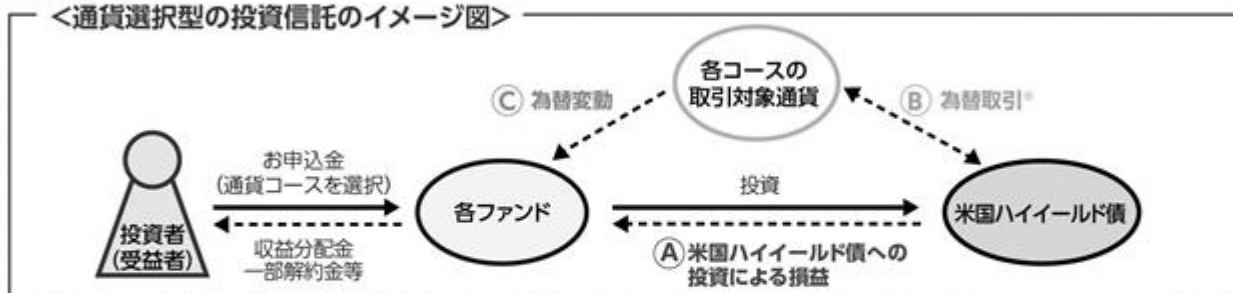 <通貨選択型の投資信託のイメージ図>
各コースの
取引対象通貨
Ⓒ 為替変動
Ⓑ 為替取引※
お申込金
(通貨コースを選択)
投資
投資者
(受益者)
各ファンド
米国ハイイールド債
収益分配金
一部解約金等
Ⓐ 米国ハイイールド債への
投資による損益